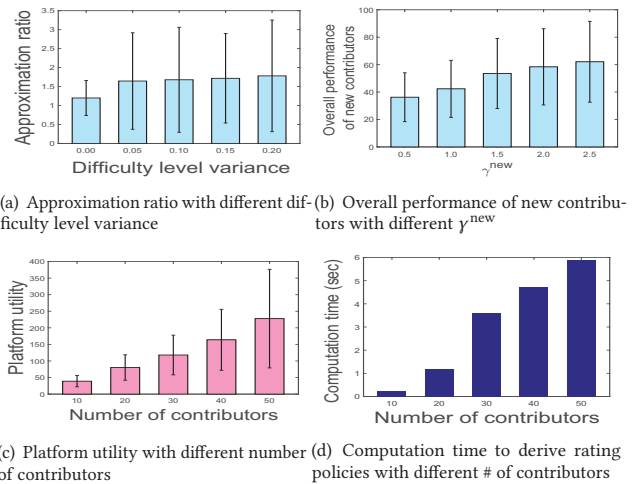 Approximation ratio
3.5
3
2.5
2
1.5
1
0.5
0
0.00 0.05 0.10 0.15 0.20
Difficulty level variance
Overall performance
of new contributors
100
80
60
40
20
0
0.5 1.0 1.5 2.0 2.5
γnew
(a) Approximation ratio with different dif-
ficulty level variance
(b) Overall performance of new contribu-
tors with different γnew
Platform utility
400
350
300
250
200
150
100
50
0
10 20 30 40 50
Number of contributors
Computation time (sec)
6
5
4
3
2
1
0
10 20 30 40 50
Number of contributors
(c) Platform utility with different number
of contributors
(d) Computation time to derive rating
policies with different # of contributors